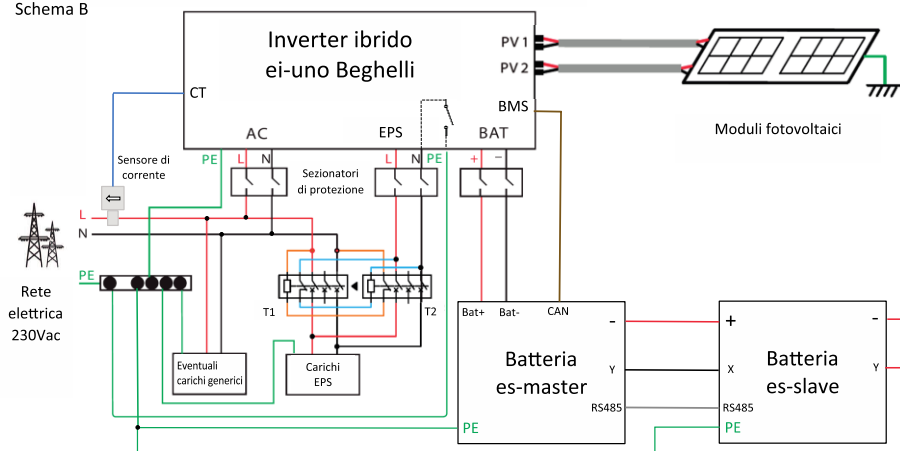 Schema B
Inverter ibrido
ei-uno Beghelli
PV 1
PV 2
CT
BMS
AC
EPS
BAT
PE
L
N
L
N
PE
+
−
Moduli fotovoltaici
Sensore di
corrente
Sezionatori
di protezione
L
N
PE
Rete
elettrica
230Vac
T1
T2
Eventuali
carichi generici
Carichi
EPS
Bat+
Bat-
CAN
Batteria
es-master
-
Y
RS485
PE
+
X
RS485
PE
Batteria
es-slave
-
Y